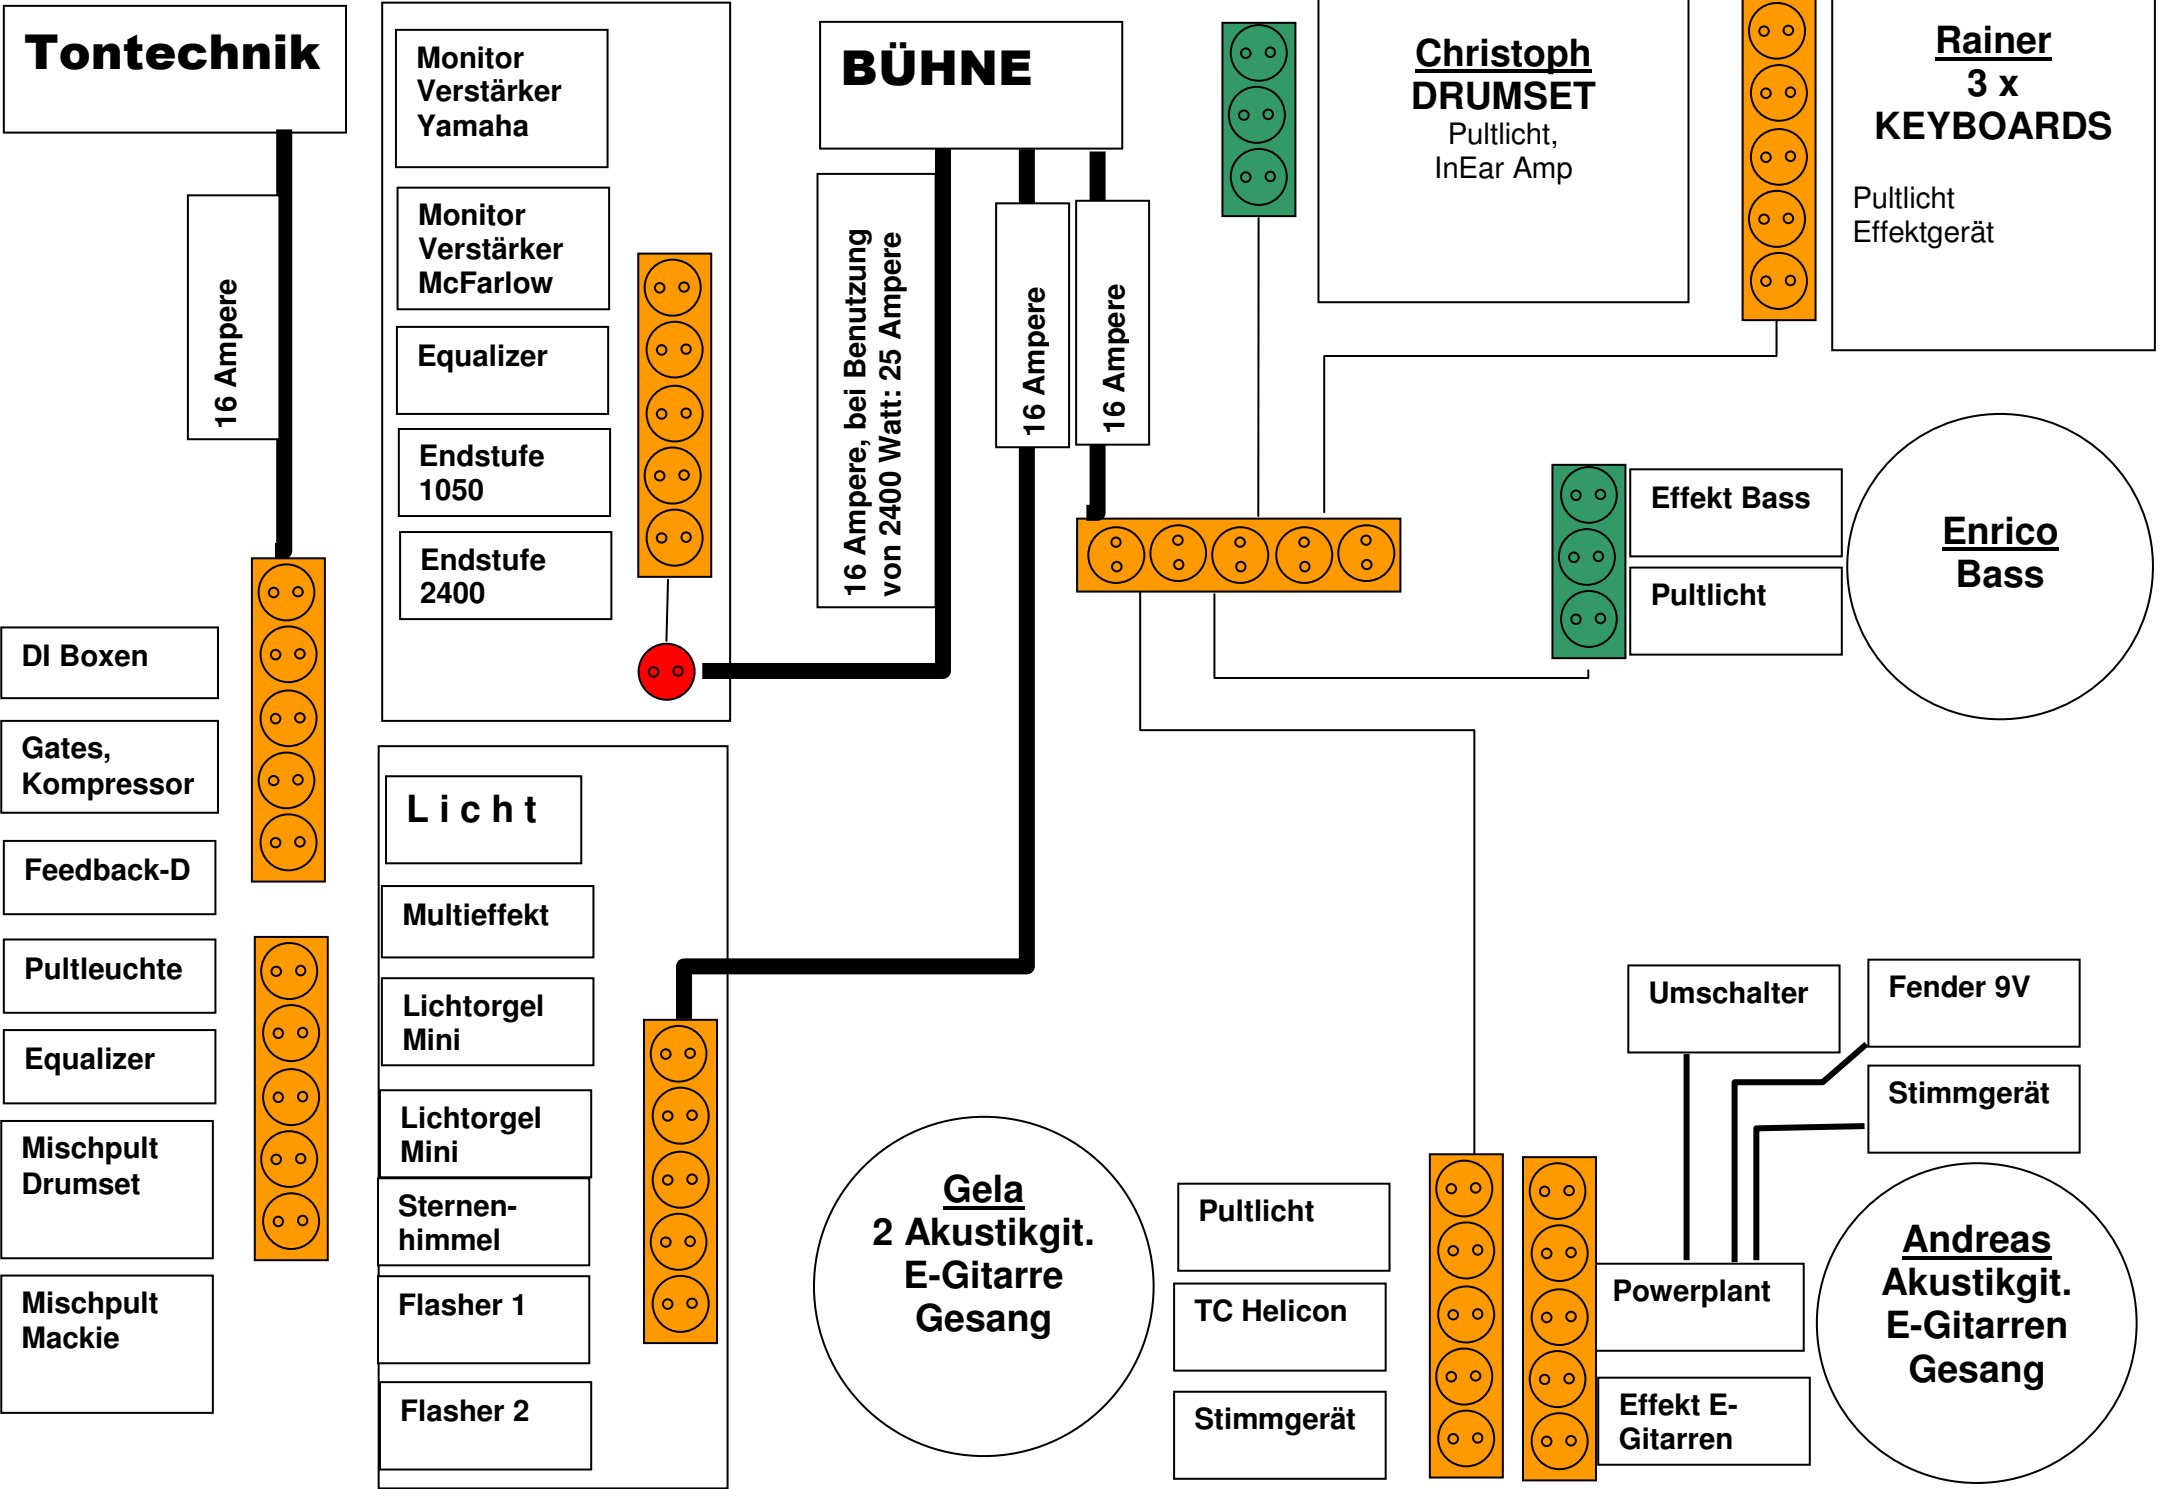 Tontechnik
16 Ampere
DI Boxen
Gates,
Kompressor
Feedback-D
Pultleuchte
Equalizer
Mischpult
Drumset
Mischpult
Mackie
Monitor
Verstärker
Yamaha
Monitor
Verstärker
McFarlow
Equalizer
Endstufe
1050
Endstufe
2400
L i c h t
Multieffekt
Lichtorgel
Mini
Lichtorgel
Mini
Sternen-
himmel
Flasher 1
Flasher 2
BÜHNE
16 Ampere, bei Benutzung
von 2400 Watt: 25 Ampere
16 Ampere
16 Ampere
Christoph
DRUMSET
Pultlicht,
InEar Amp
Rainer
3 x
KEYBOARDS
Pultlicht
Effektgerät
Effekt Bass
Pultlicht
Enrico
Bass
Gela
2 Akustikgit.
E-Gitarre
Gesang
Pultlicht
TC Helicon
Stimmgerät
Umschalter
Fender 9V
Stimmgerät
Powerplant
Effekt E-
Gitarren
Andreas
Akustikgit.
E-Gitarren
Gesang